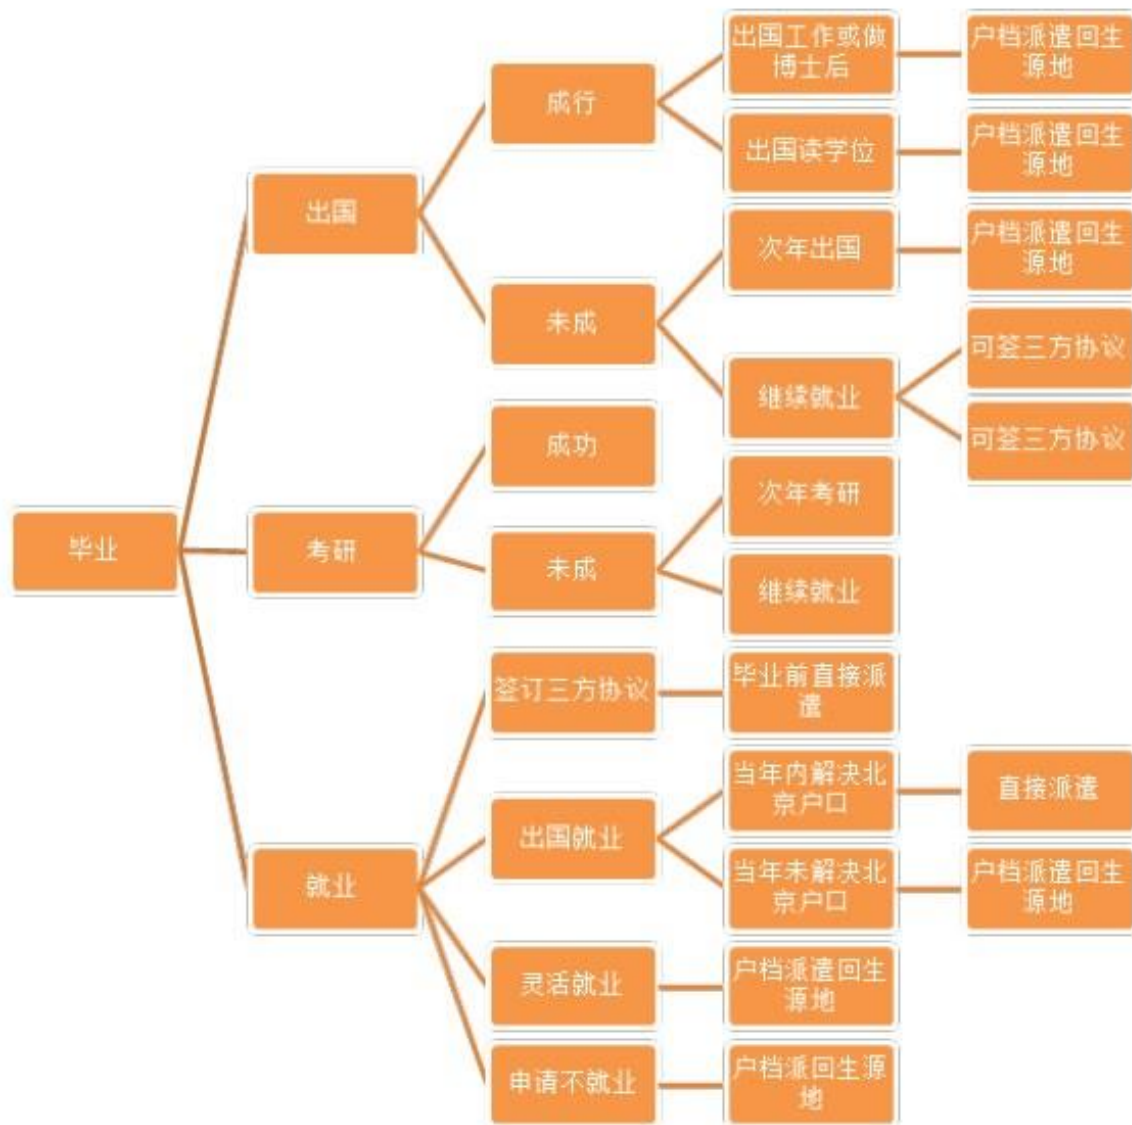 出国工作或做
博士后
户档派遣回生
源地
成行
出国读学位
户档派遣回生
源地
出国
次年出国
户档派遣回生
源地
未成
继续就业
可签三方协议
可签三方协议
毕业
考研
成功
未成
次年考研
继续就业
就业
签订三方协议
毕业前直接派
遣
出国就业
当年内解决北
京户口
直接派遣
当年未解决北
京户口
户档派遣回生
源地
灵活就业
户档派遣回生
源地
申请不就业
户档派回生源
地